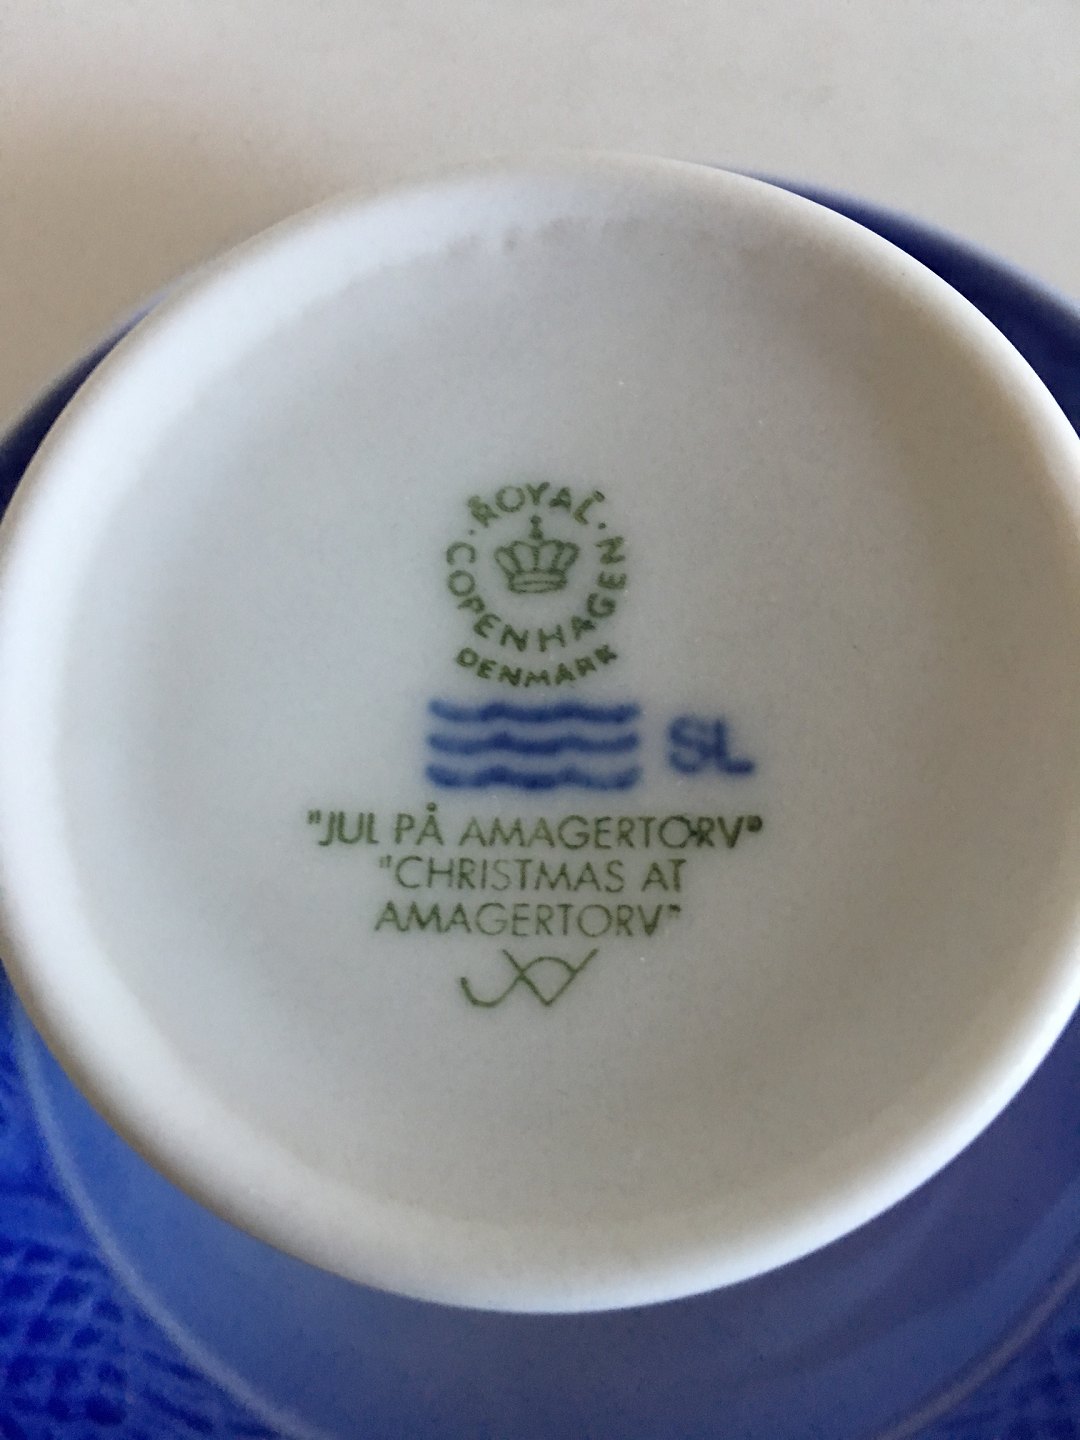 ROYAL
COPENHAGEN
DENMARK
SL
"JUL PÅ AMAGERTORV"
"CHRISTMAS AT
AMAGERTORV"